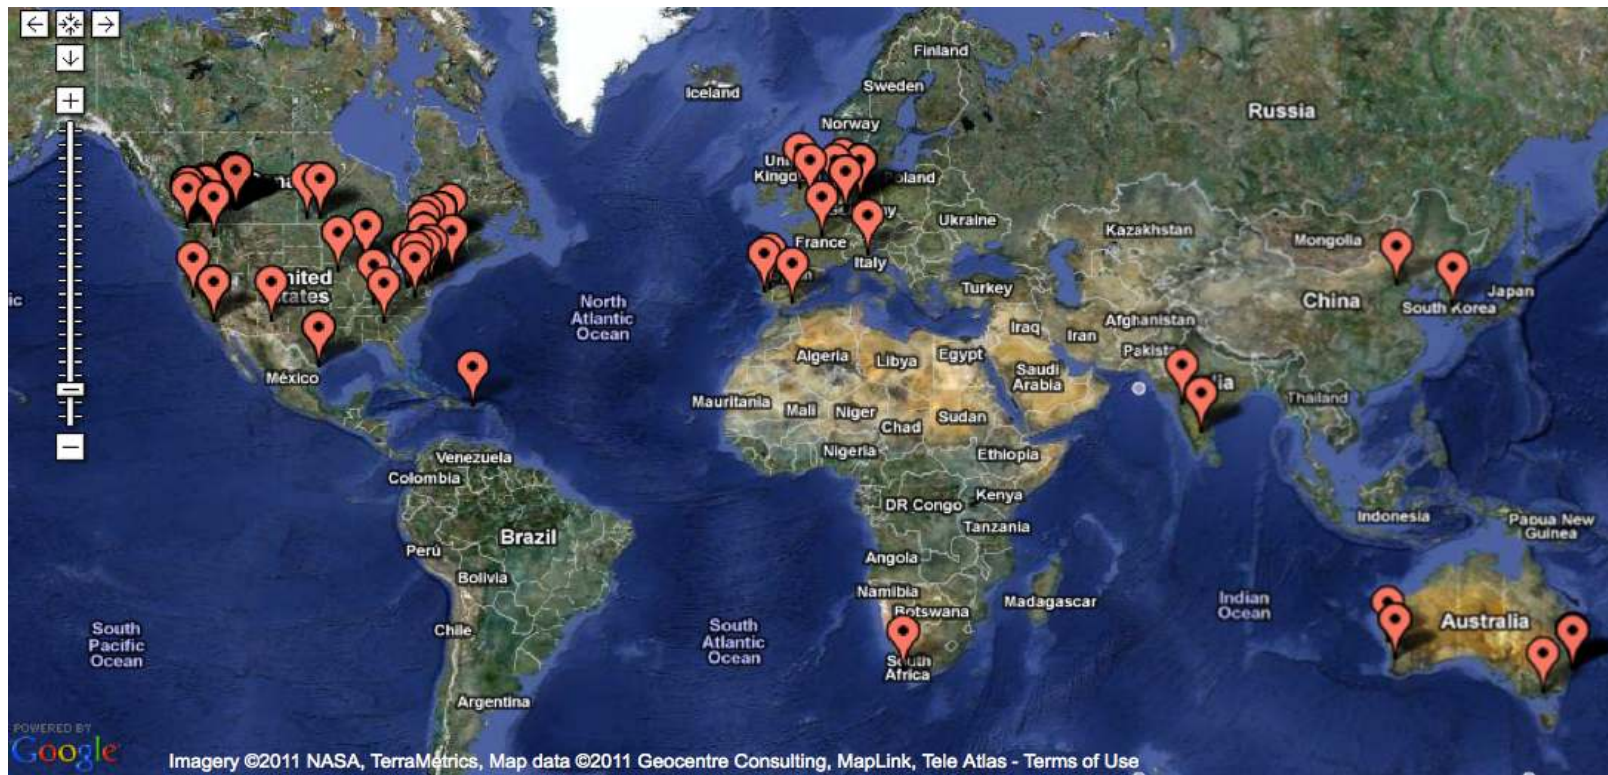 Finland
Sweden
Iceland
Norway
Russia
Poland
Ukraine
Kazakhstan
Mongolia
France
Italy
Turkey
China
Japan
South Korea
North
Atlantic
Ocean
Iraq
Iran
Afghanistan
Algeria
Libya
Egypt
Saudi
Arabia
México
Mauritania
Mali
Niger
Chad
Sudan
Thailand
Venezuela
Colombia
Nigeria
Ethiopia
Kenya
DR Congo
Tanzania
Indonesia
Papua New
Guinea
Brazil
Perú
Bolivia
Angola
Namibia
Botswana
Madagascar
Indian
Ocean
Australia
South
Pacific
Ocean
Chile
South
Atlantic
Ocean
South
Africa
Argentina
POWERED BY
Google
Imagery ©2011 NASA, TerraMetrics, Map data ©2011 Geocentre Consulting, MapLink, Tele Atlas - Terms of Use